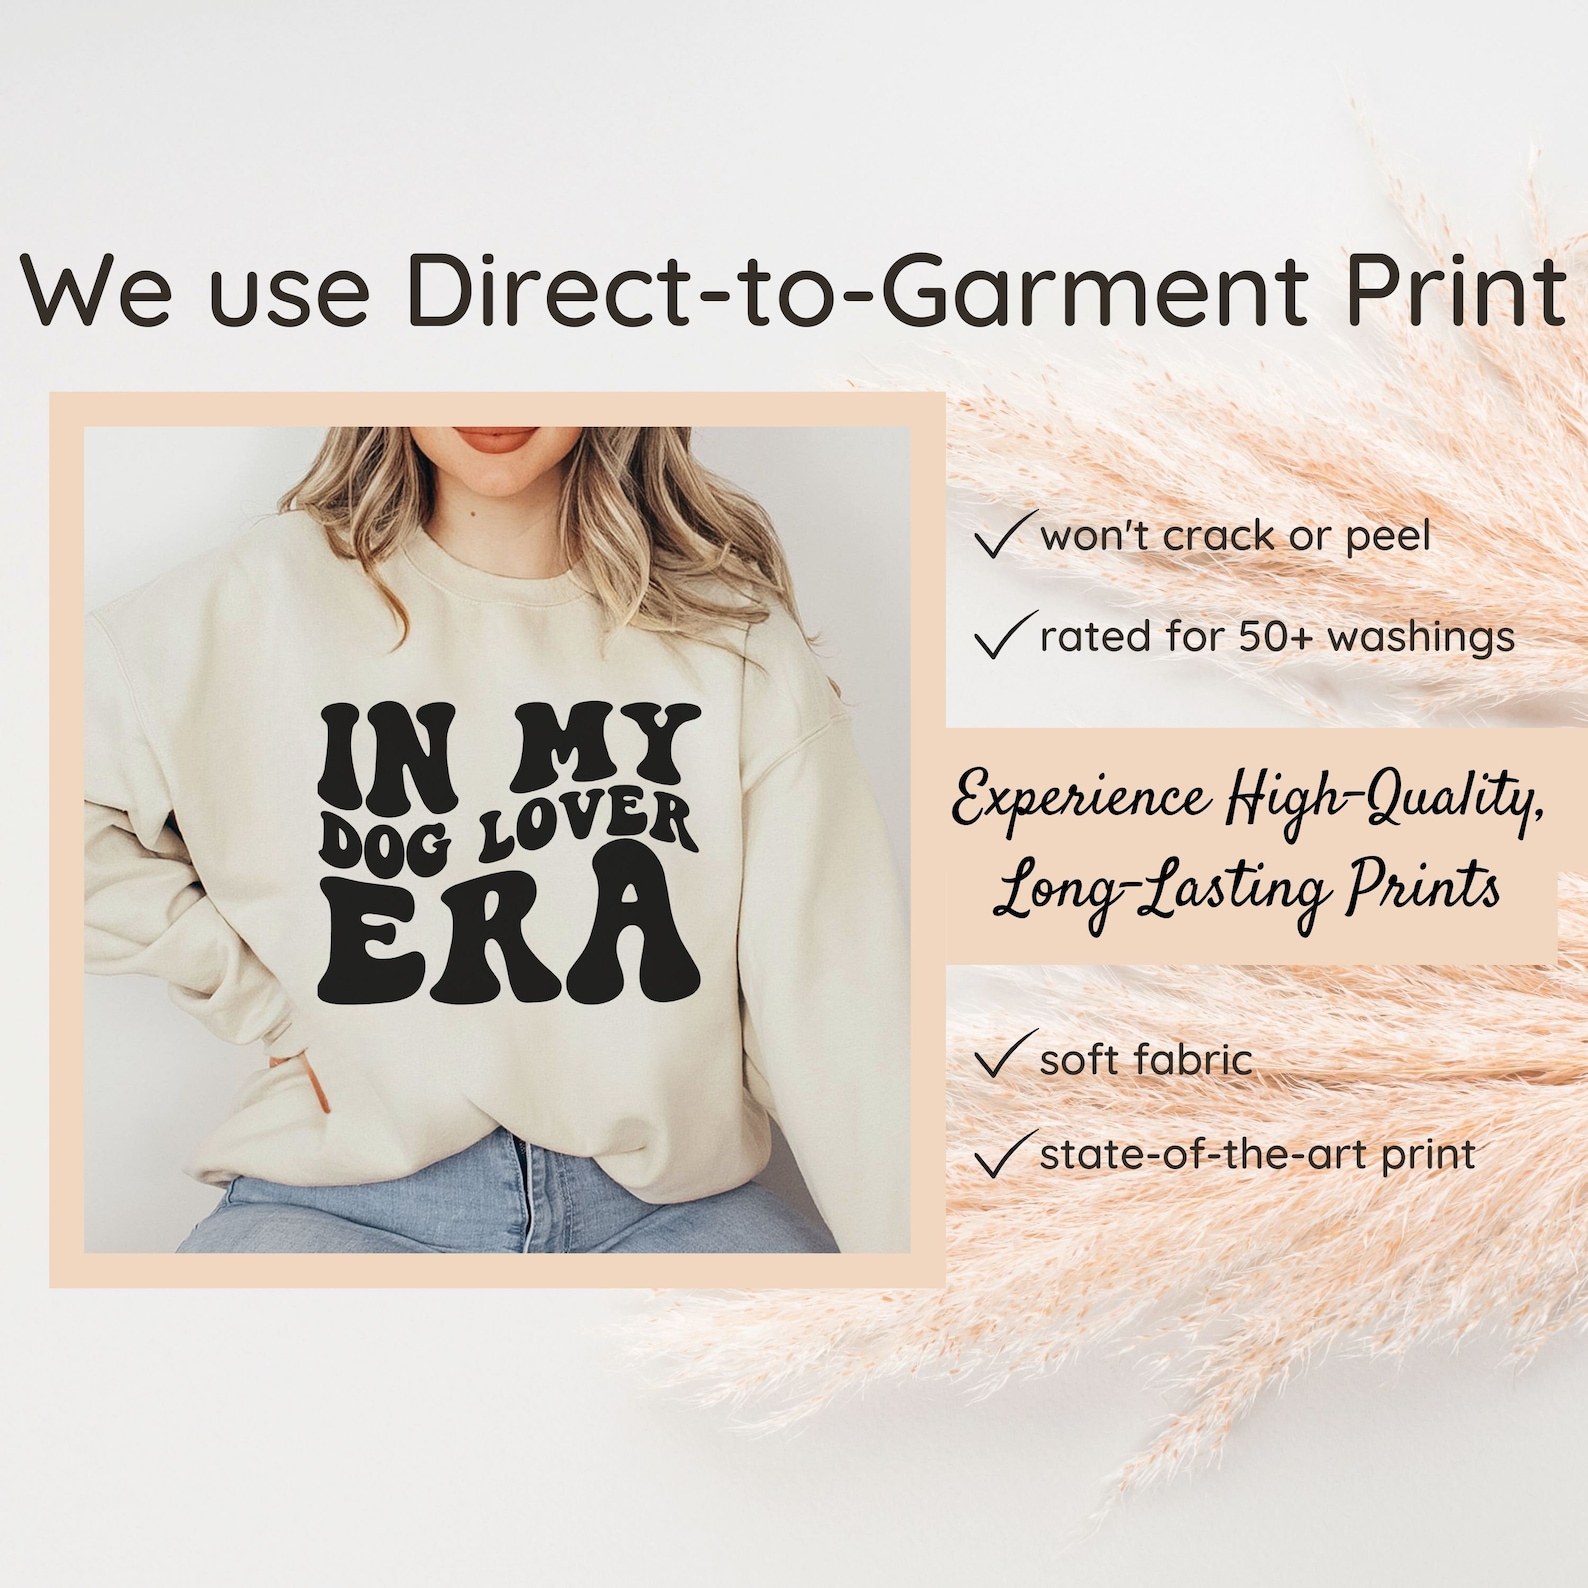 We use Direct-to-Garment Print
IN MY
DOG LOVER
ERA
won't crack or peel
rated for 50+ washings
Experience High-Quality,
Long-Lasting Prints
soft fabric
state-of-the-art print